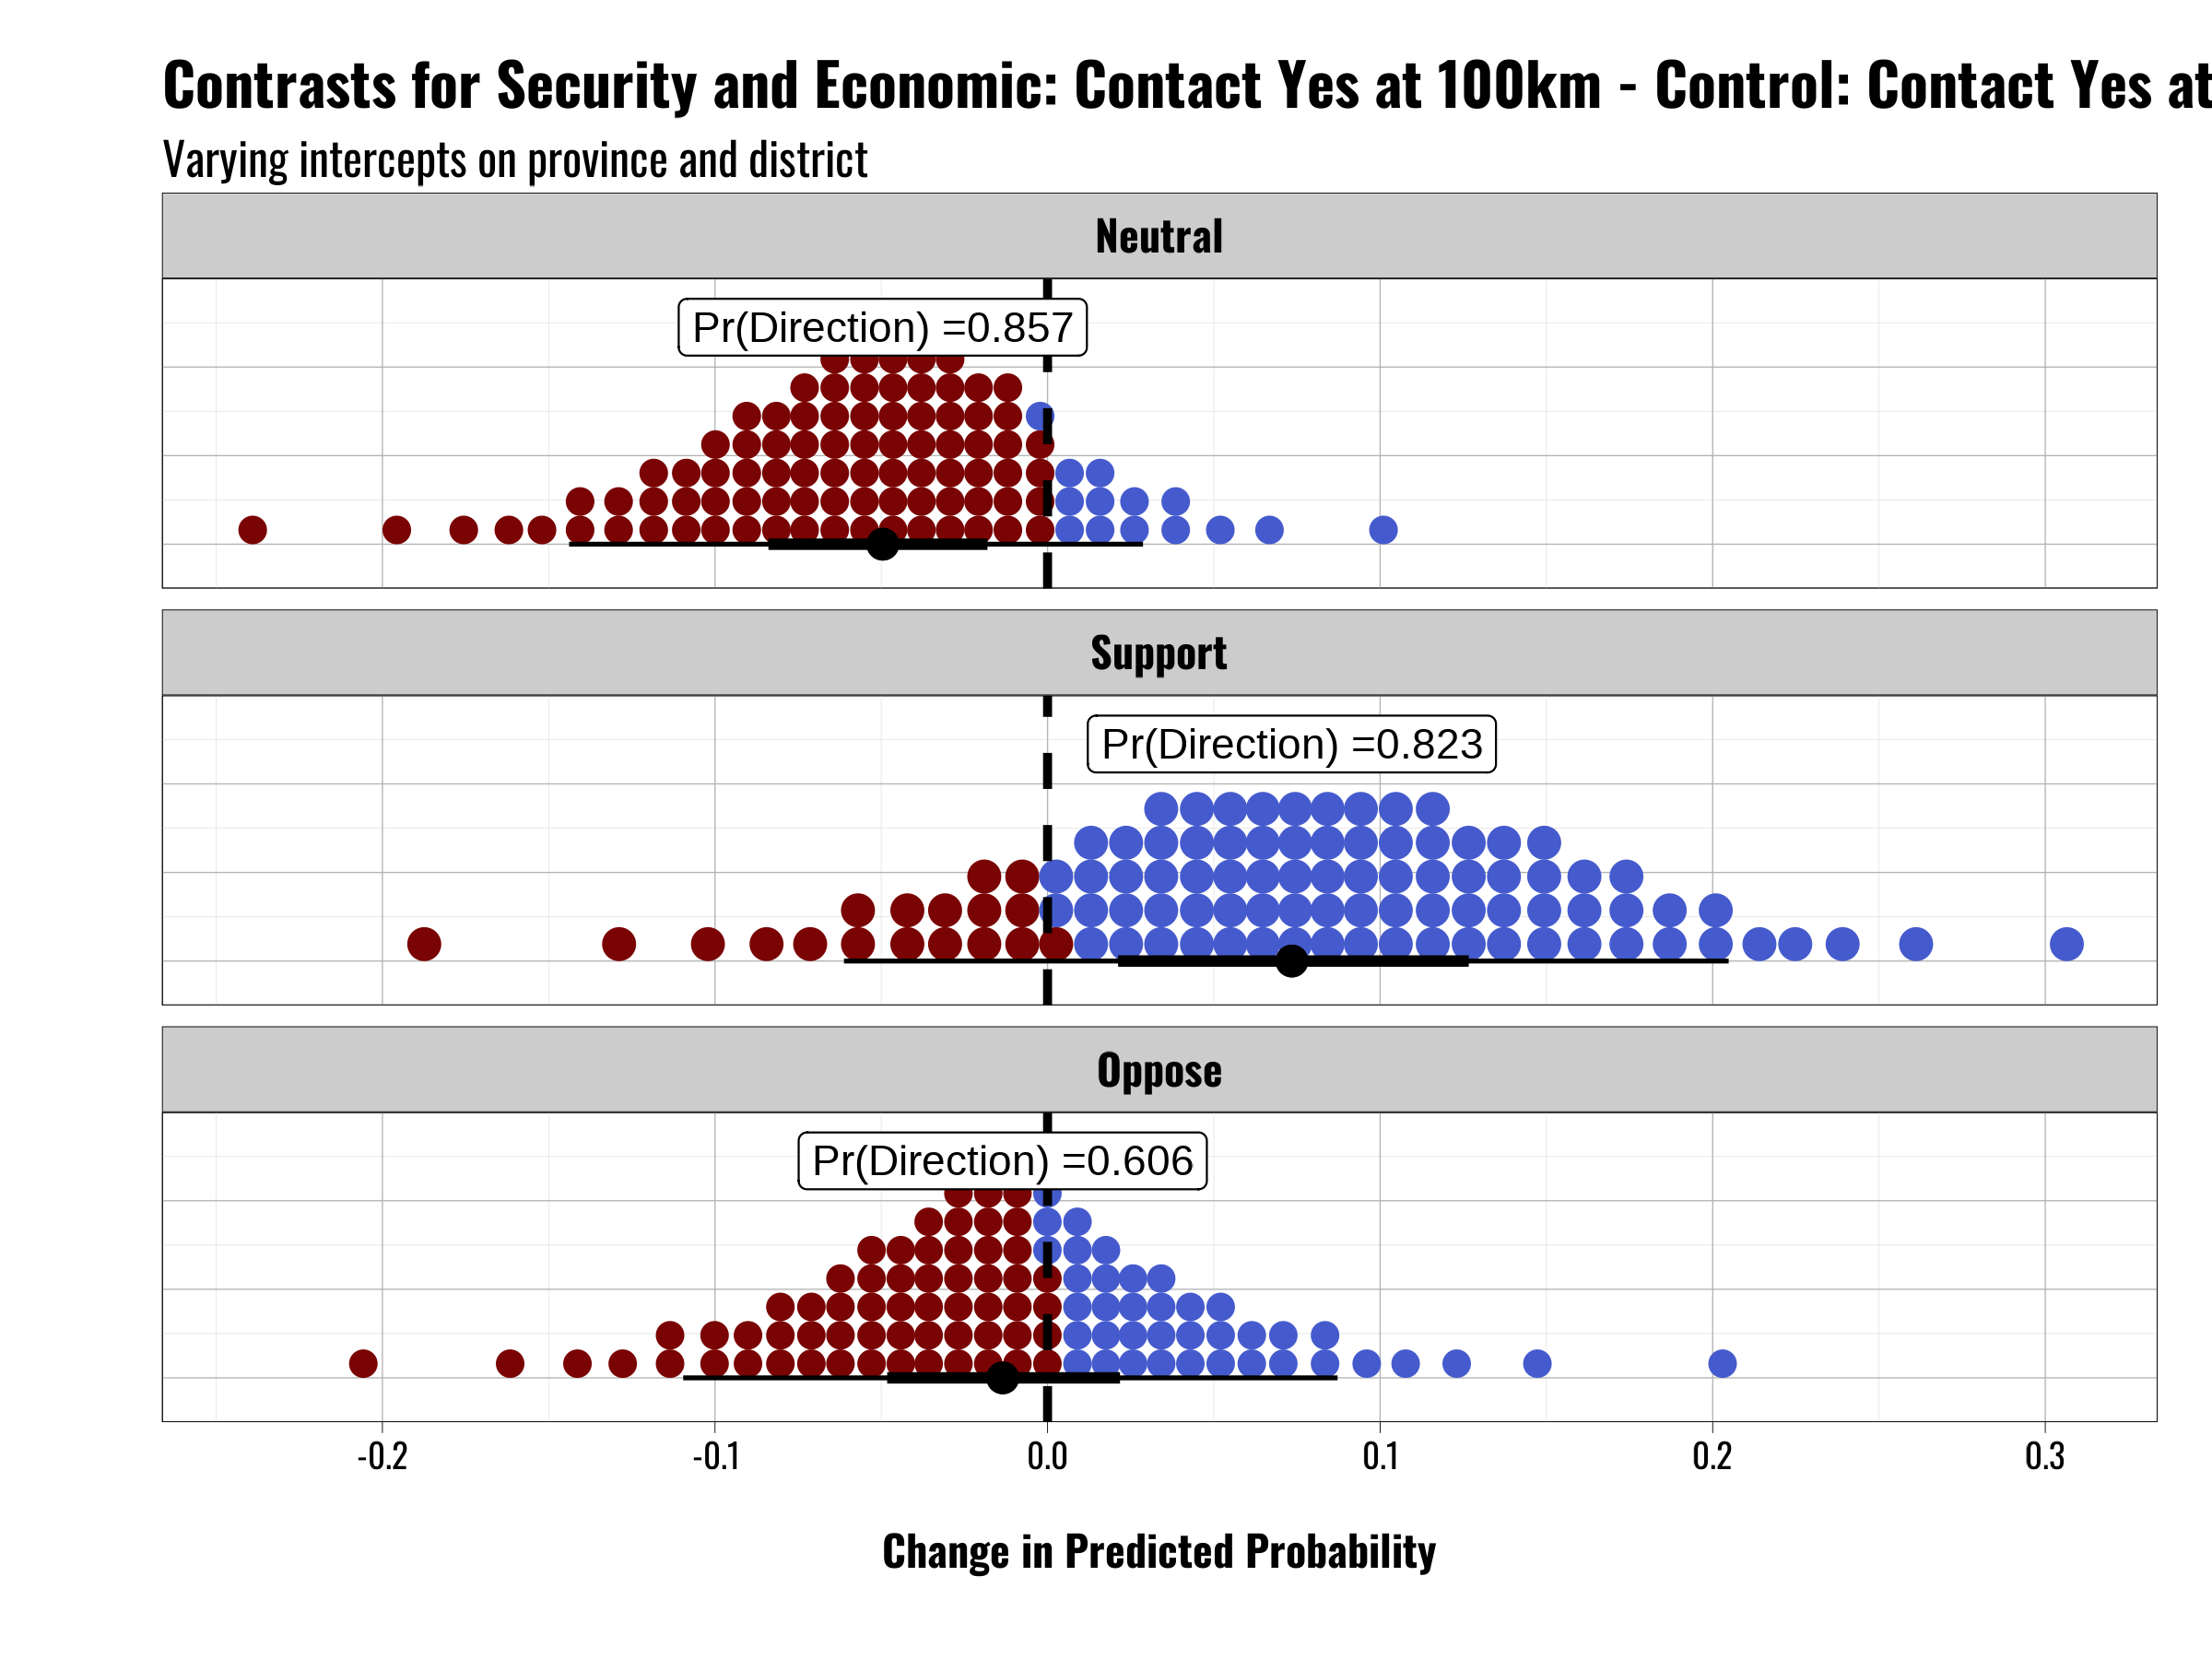 Contrasts for Security and Economic: Contact Yes at 100km - Control: Contact Yes at
Varying intercepts on province and district
Neutral
Pr(Direction) =0.857
Support
Pr(Direction) =0.823
Oppose
Pr(Direction) =0.606
-0.2 -0.1 0.0 0.1 0.2 0.3
Change in Predicted Probability